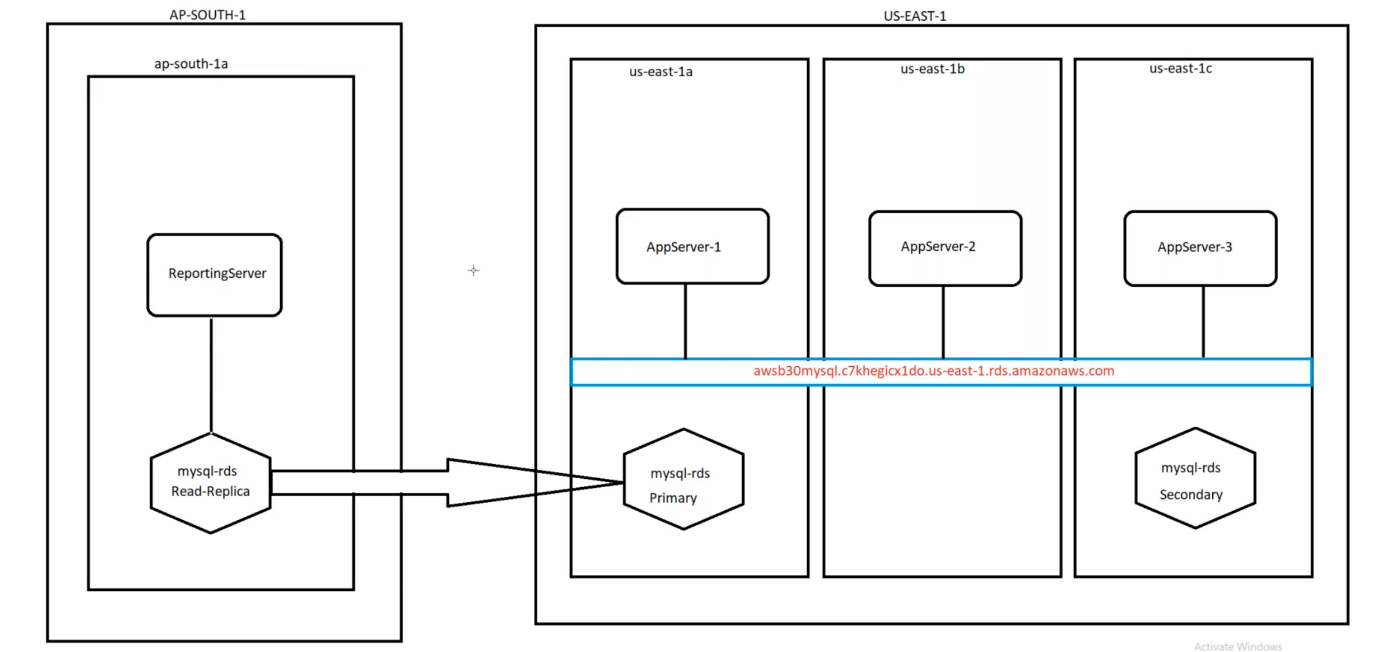 AP-SOUTH-1
ap-south-1a
ReportingServer
mysql-rds
Read-Replica
US-EAST-1
us-east-1a
us-east-1b
us-east-1c
AppServer-1
AppServer-2
AppServer-3
awsb30mysql.c7khegicx1do.us-east-1.rds.amazonaws.com
mysql-rds
Primary
mysql-rds
Secondary
Activate Windows